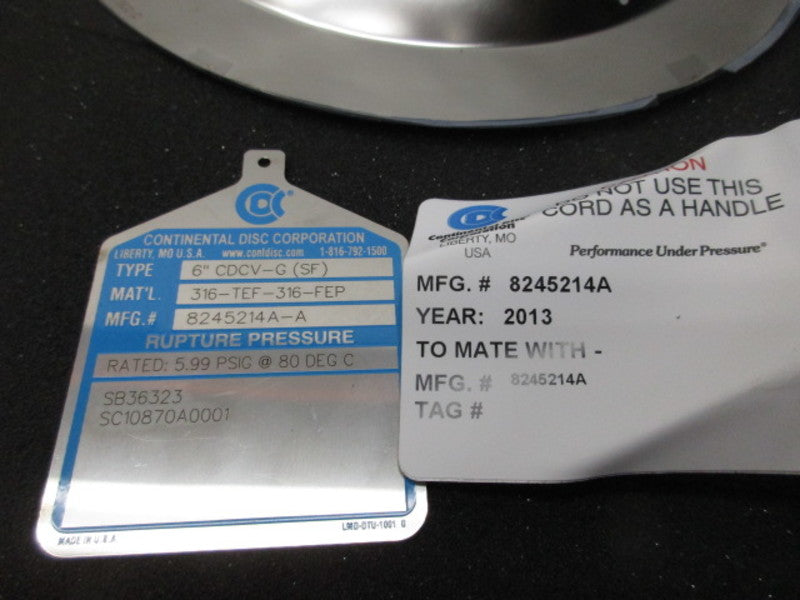 CDC®
CONTINENTAL DISC CORPORATION
LIBERTY, MO U.S.A. www.contdisc.com 1-816-792-1500
TYPE 6" CDCV-G (SF)
MAT'L. 316-TEF-316-FEP
MFG.# 8245214A-A
RUPTURE PRESSURE
RATED: 5.99 PSIG @ 80 DEG C
SB36323
SC10870A0001
MADE IN U.S.A.
NOT USE THIS
CORD AS A HANDLE
LIBERTY, MO
USA
Performance Under Pressure®
MFG. # 8245214A
YEAR: 2013
TO MATE WITH -
MFG. # 8245214A
TAG #